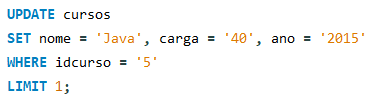 UPDATE cursos
SET nome = 'Java', carga = '40', ano = '2015'
WHERE idcurso = '5'
LIMIT 1;